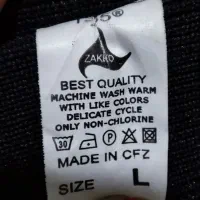 ZAKKO
BEST QUALITY
MACHINE WASH WARM
WITH LIKE COLORS
DELICATE CYCLE
ONLY NON-CHLORINE
30 P
MADE IN CFZ
SIZE L